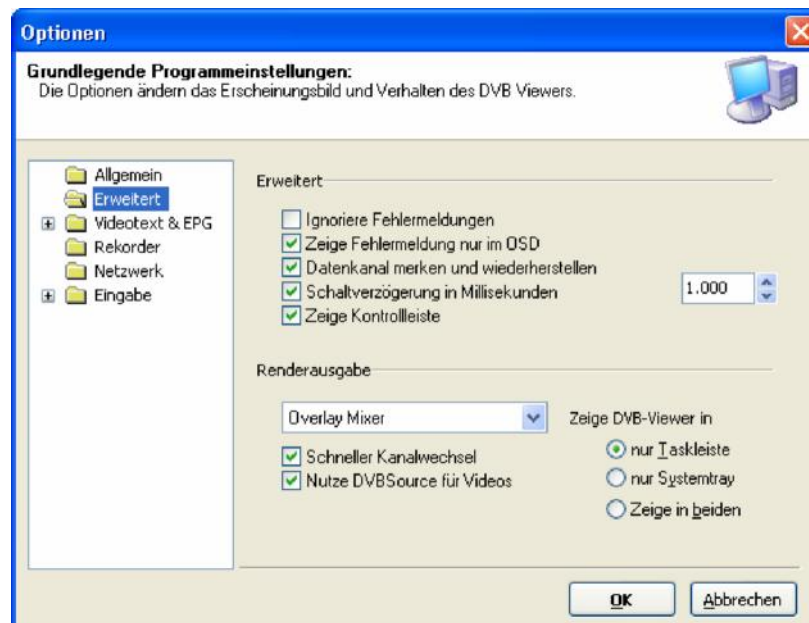 Optionen
Grundlegende Programmeinstellungen:
Die Optionen ändern das Erscheinungsbild und Verhalten des DVB Viewers.
Allgemein
Erweitert
Videotext & EPG
Rekorder
Netzwerk
Eingabe
Erweitert
Ignoriere Fehlermeldungen
Zeige Fehlermeldung nur im OSD
Datenkanal merken und wiederherstellen
Schaltverzögerung in Millisekunden
1.000
Zeige Kontrollleiste
Renderausgabe
Overlay Mixer
Schneller Kanalwechsel
Nutze DVBSource für Videos
Zeige DVB-Viewer in
nur Taskleiste
nur Systemtray
Zeige in beiden
OK
Abbrechen